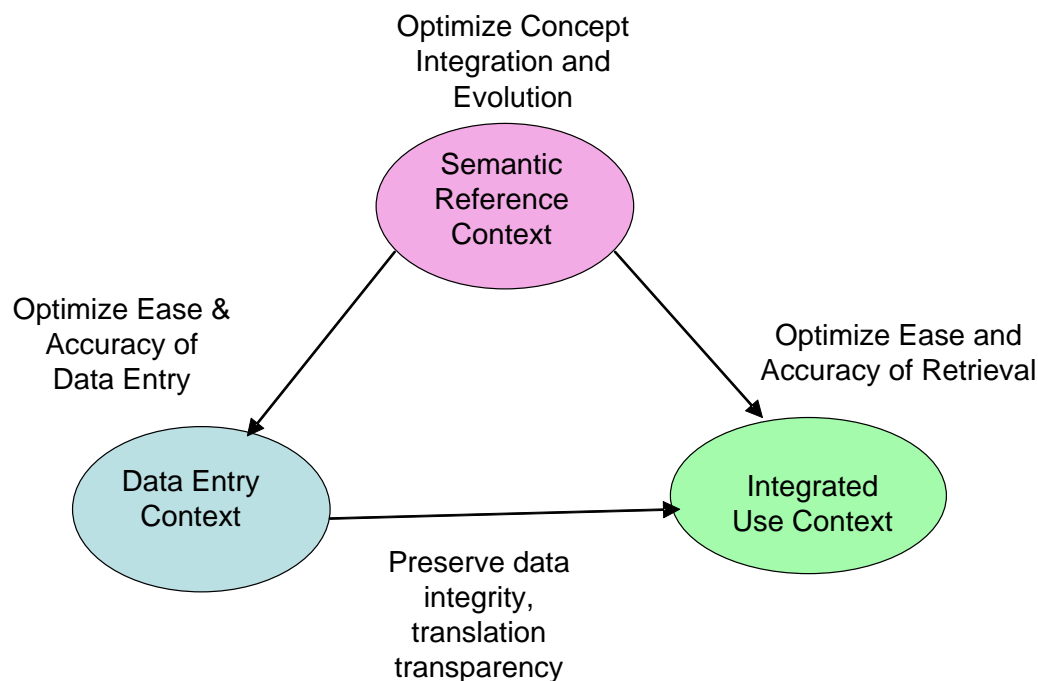 Optimize Concept
Integration and
Evolution
Semantic
Reference
Context
Optimize Ease &
Accuracy of
Data Entry
Optimize Ease and
Accuracy of Retrieval
Data Entry
Context
Integrated
Use Context
Preserve data
integrity,
translation
transparency